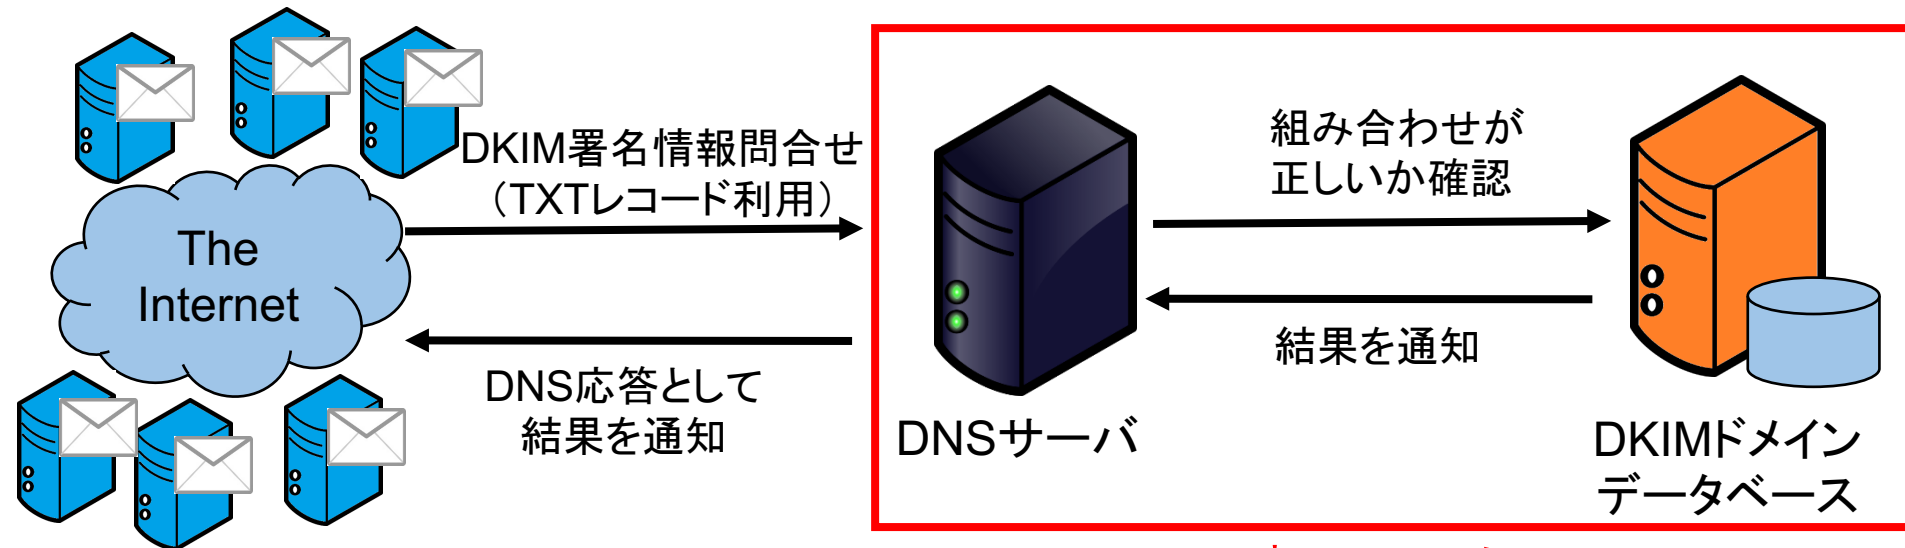 DKIM署名情報問合せ
（TXTレコード利用）
The
Internet
DNS応答として
結果を通知
組み合わせが
正しいか確認
結果を通知
DNSサーバ
DKIMドメイン
データベース